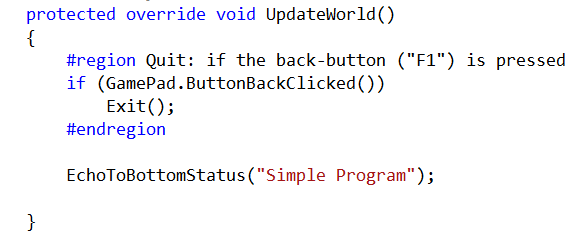 protected override void UpdateWorld()
{
    #region Quit: if the back-button ("F1") is pressed
    if (GamePad.ButtonBackClicked())
        Exit();
    #endregion

    EchoToBottomStatus("Simple Program");

}